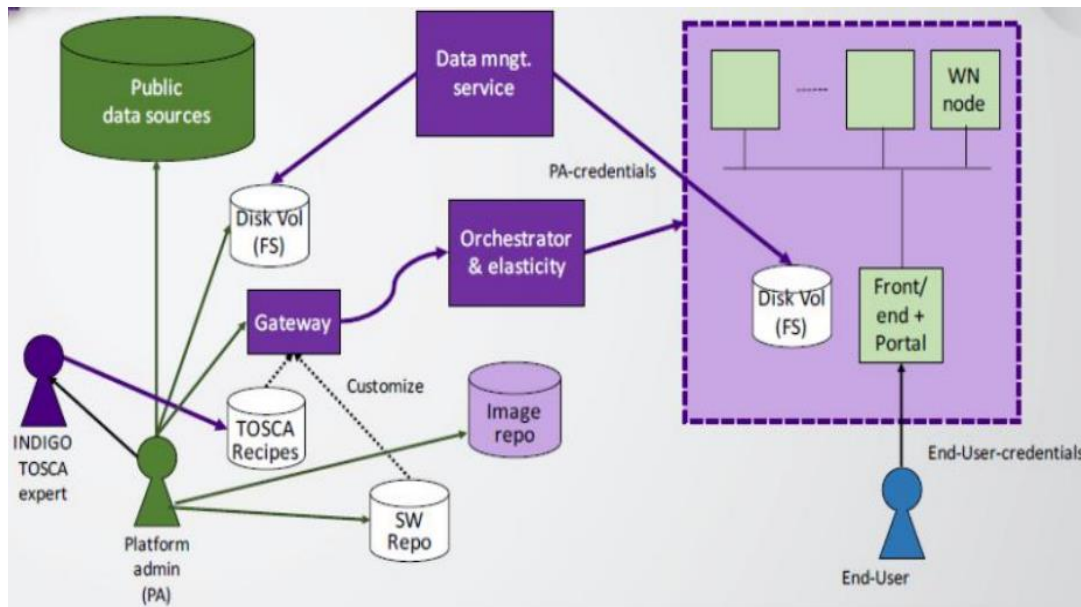 Public
data sources
Data mngt.
service
WN
node
PA-credentials
Disk Vol
(FS)
Orchestrator
& elasticity
Disk Vol
(FS)
Front/
end +
Portal
Gateway
Customize
TOSCA
Recipes
Image
repo
INDIGO
TOSCA
expert
End-User-credentials
SW
Repo
Platform
admin
(PA)
End-User